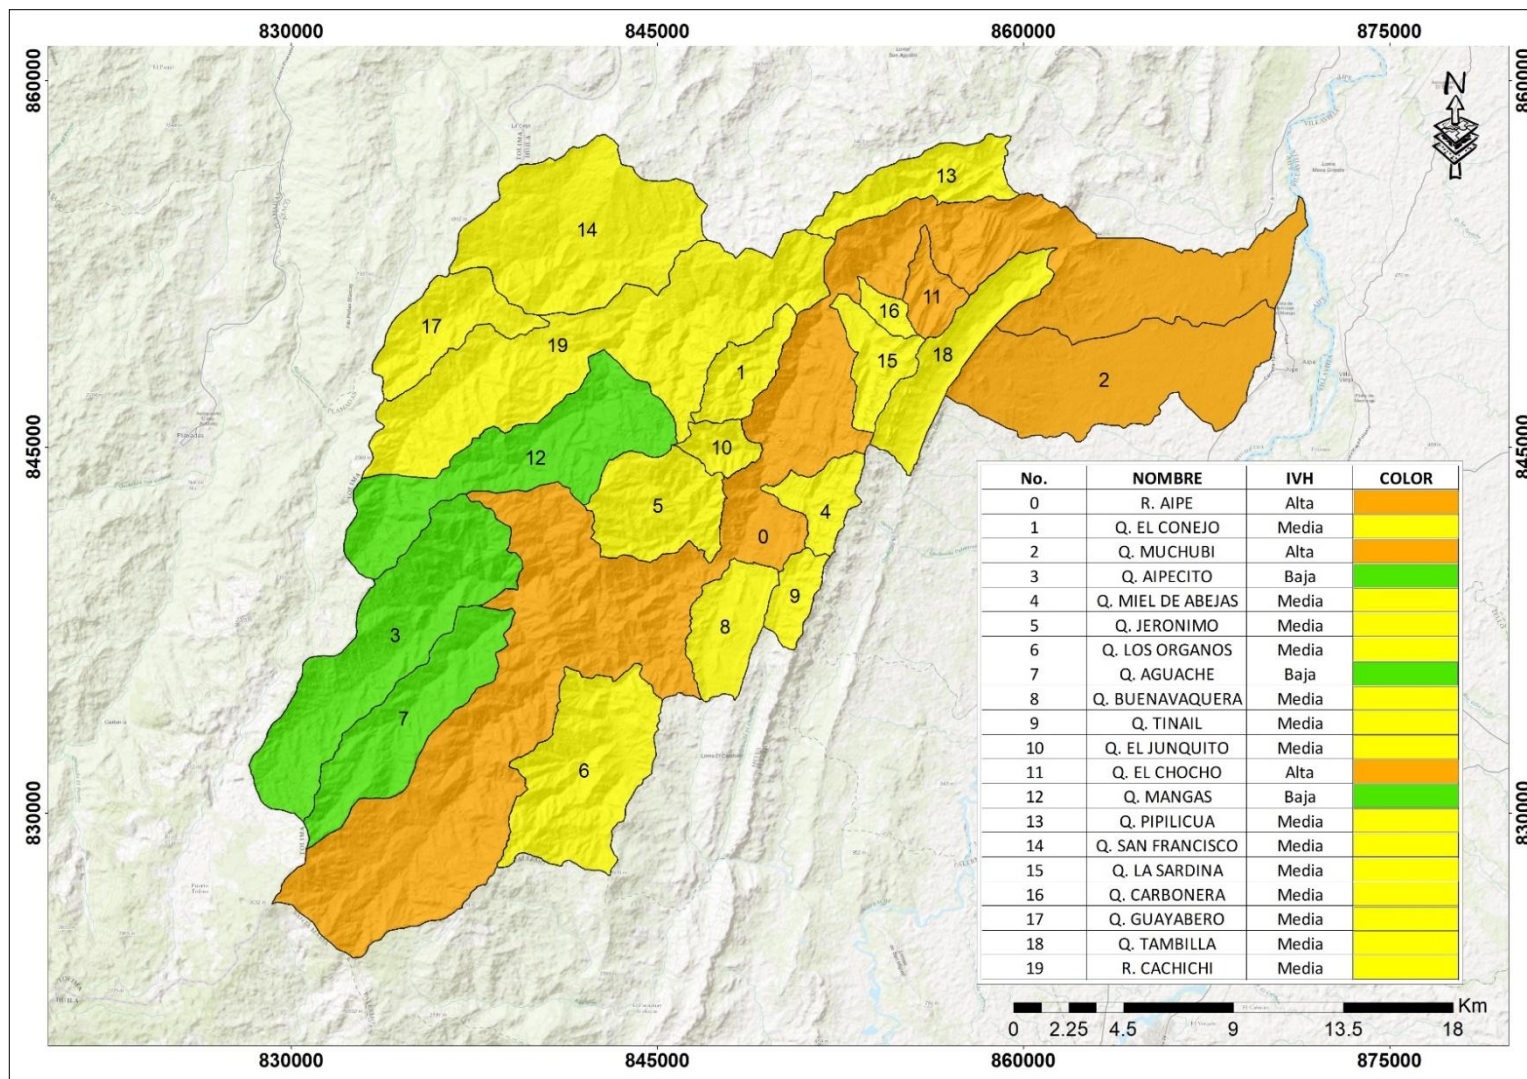 830000 845000 860000 875000
860000 860000
N
13
14
11
17
16
19
18
15
1
2
845000 845000
10
12
5
4
0
9
3
8
7
6
830000 830000
No. NOMBRE IVH COLOR
0 R. AIPE Alta
1 Q. EL CONEJO Media
2 Q. MUCHUBI Alta
3 Q. AIPECITO Baja
4 Q. MIEL DE ABEJAS Media
5 Q. JERONIMO Media
6 Q. LOS ORGANOS Media
7 Q. AGUACHE Baja
8 Q. BUENAVAQUERA Media
9 Q. TINAIL Media
10 Q. EL JUNQUITO Media
11 Q. EL CHOCHO Alta
12 Q. MANGAS Baja
13 Q. PIPILICUA Media
14 Q. SAN FRANCISCO Media
15 Q. LA SARDINA Media
16 Q. CARBONERA Media
17 Q. GUAYABERO Media
18 Q. TAMBILLA Media
19 R. CACHICHI Media
Km
0 2.25 4.5 9 13.5 18
830000 845000 860000 875000